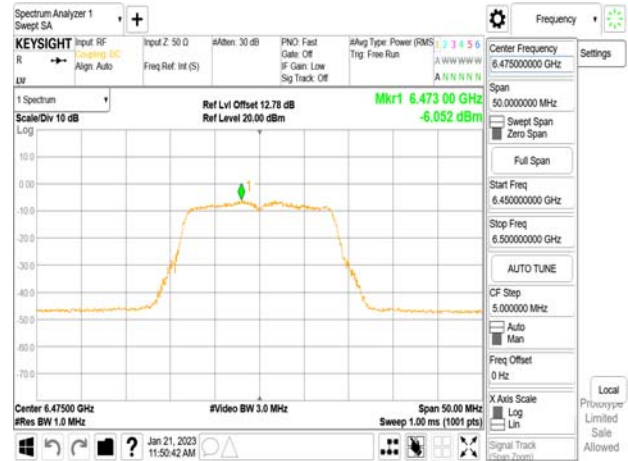 Spectrum Analyzer 1
Swept SA
+
Frequency
KEYSIGHT
Input: RF
Coupling: DC
Align: Auto
Input Z: 50 Ω
Freq Ref: Int (S)
#Atten: 30 dB
PNO: Fast
Gate: Off
IF Gain: Low
Sig Track: Off
#Avg Type: Power (RMS
Trig: Free Run
1 2 3 4 5 6
A W W W W W
A N N N N N
R
LV
1 Spectrum
Scale/Div 10 dB
Log
Ref Lvl Offset 12.78 dB
Ref Level 20.00 dBm
Mkr1 6.473 00 GHz
-6.052 dBm
1
10.0
0.00
-10.0
-20.0
-30.0
-40.0
-50.0
-60.0
-70.0
Center 6.47500 GHz
#Video BW 3.0 MHz
Span 50.00 MHz
#Res BW 1.0 MHz
Sweep 1.00 ms (1001 pts)
Jan 21, 2023
11:50:42 AM
?
Center Frequency
6.475000000 GHz
Settings
Span
50.0000000 MHz
Swept Span
Zero Span
Full Span
Start Freq
6.450000000 GHz
Stop Freq
6.500000000 GHz
AUTO TUNE
CF Step
5.000000 MHz
Auto
Man
Freq Offset
0 Hz
X Axis Scale
Log
Lin
Signal Track
(Span Zoom)
Local
Prototype
Limited
Sale
Allowed